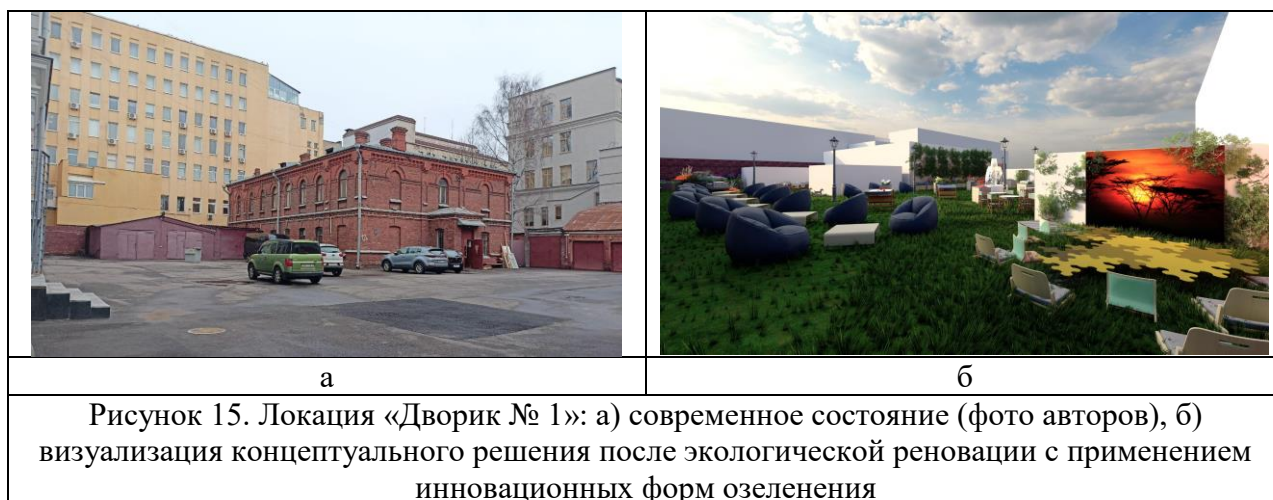 а
б
Рисунок 15. Локация «Дворик № 1»: а) современное состояние (фото авторов), б)
визуализация концептуального решения после экологической реновации с применением
инновационных форм озеленения